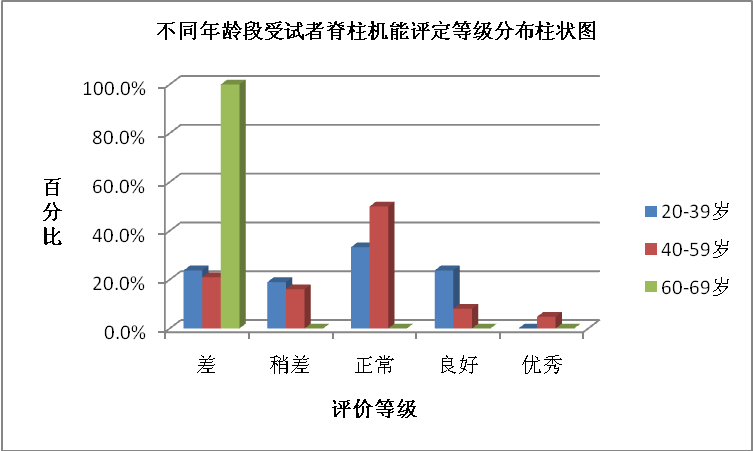 不同年龄段受试者脊柱机能评定等级分布柱状图
百分比
100.0%
80.0%
60.0%
40.0%
20.0%
0.0%
差 稍差 正常 良好 优秀
评价等级
20-39岁
40-59岁
60-69岁